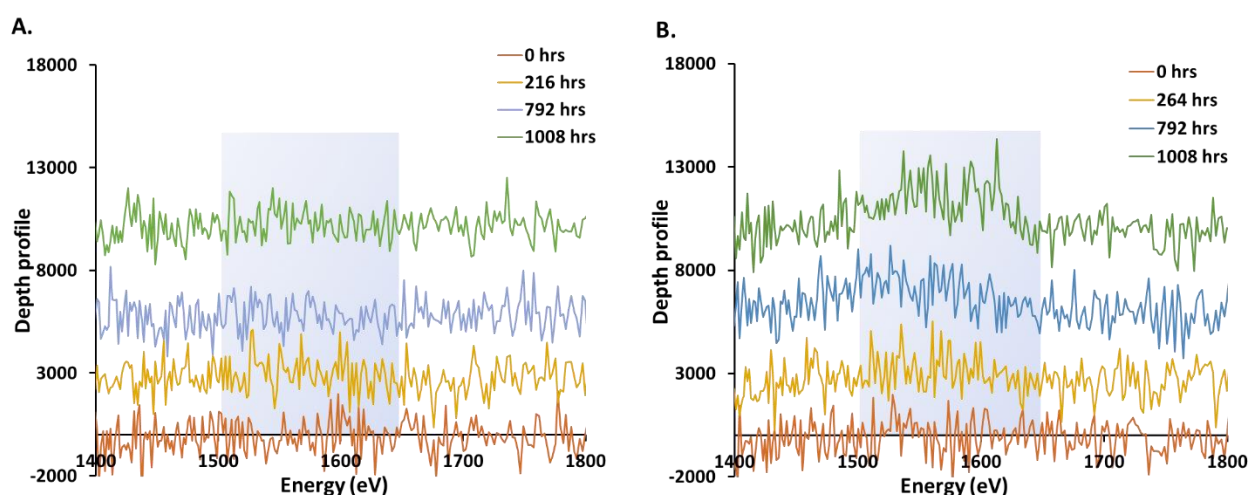 A.
0 hrs
216 hrs
792 hrs
1008 hrs
18000
13000
8000
3000
-2000
Depth profile
1400
1500
1600
1700
1800
Energy (eV)
B.
0 hrs
264 hrs
792 hrs
1008 hrs
18000
13000
8000
3000
-2000
Depth profile
1400
1500
1600
1700
1800
Energy (eV)